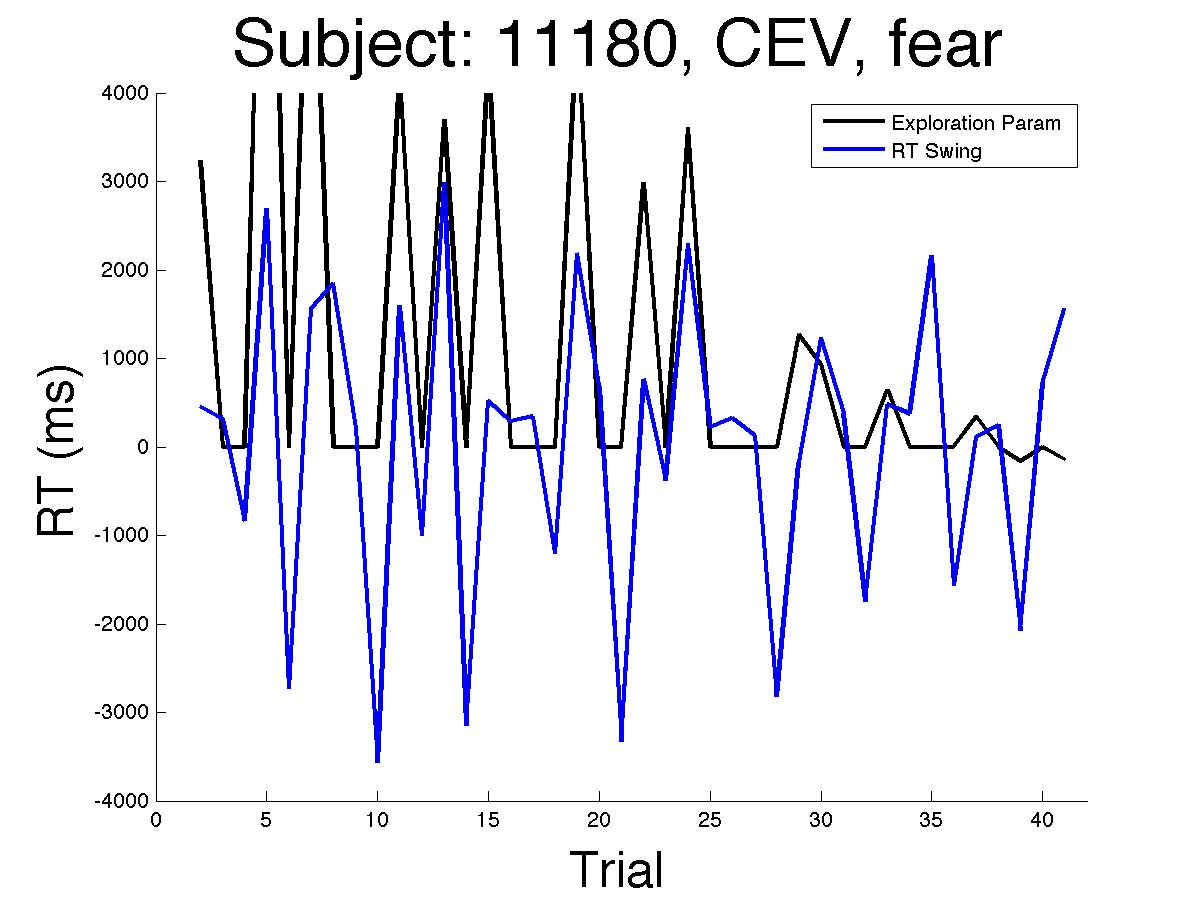 Subject: 11180, CEV, fear
Exploration Param
RT Swing
4000
3000
2000
1000
0
-1000
-2000
-3000
-4000
RT (ms)
0 5 10 15 20 25 30 35 40
Trial